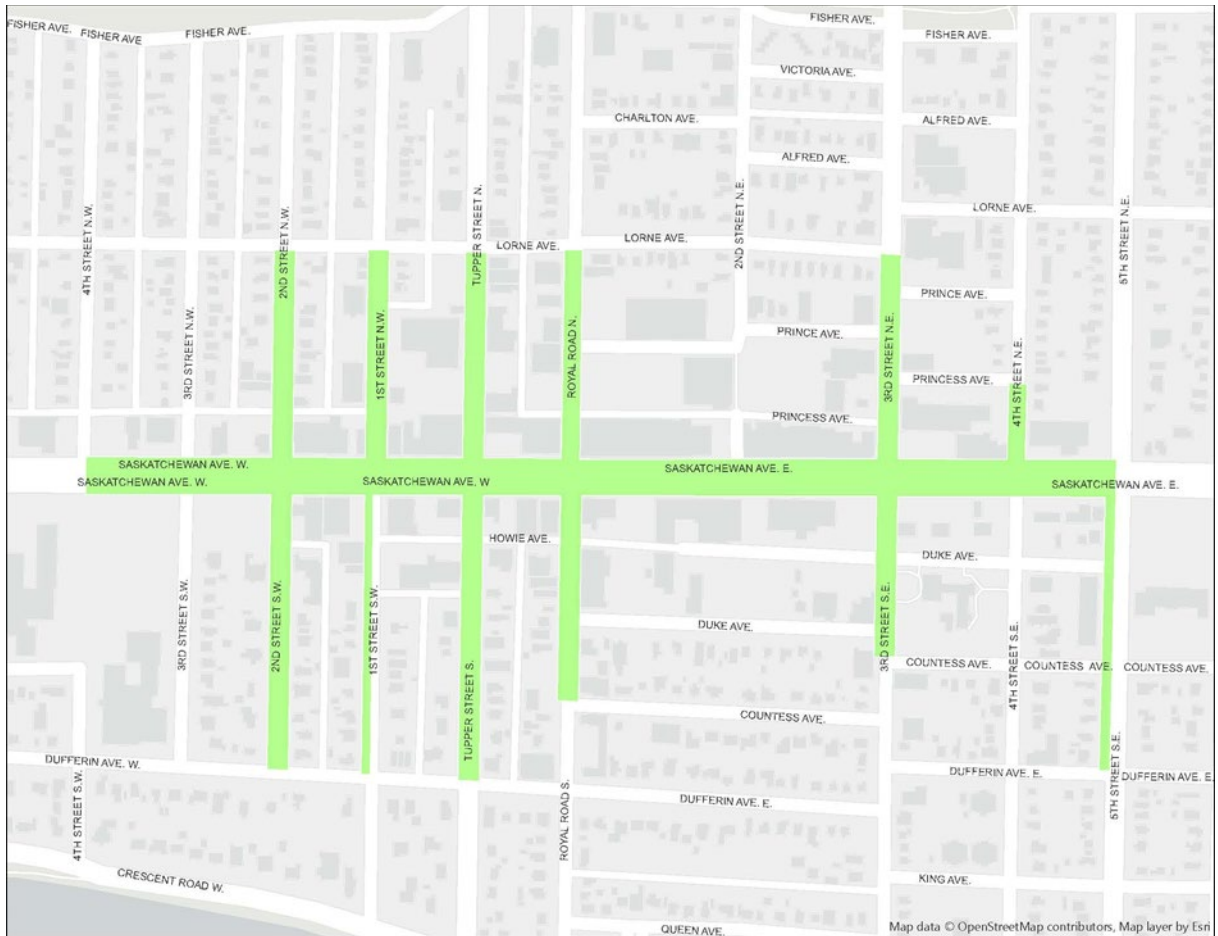 FISHER AVE.
FISHER AVE
FISHER AVE.
FISHER AVE.
FISHER AVE.
VICTORIA AVE.
CHARLTON AVE.
ALFRED AVE.
ALFRED AVE.
4TH STREET N.W.
2ND STREET N.W.
TUPPER STREET N.
2ND STREET N.E.
5TH STREET N.E.
LORNE AVE.
LORNE AVE.
LORNE AVE.
PRINCE AVE.
PRINCE AVE.
3RD STREET N.W.
1ST STREET N.W.
ROYAL ROAD N.
3RD STREET N.E.
4TH STREET N.E.
PRINCESS AVE.
PRINCESS AVE.
SASKATCHEWAN AVE. W.
SASKATCHEWAN AVE. E.
SASKATCHEWAN AVE. W.
SASKATCHEWAN AVE. W
SASKATCHEWAN AVE. E.
HOWIE AVE.
DUKE AVE.
DUKE AVE.
3RD STREET S.W.
2ND STREET S.W.
1ST STREET S.W.
TUPPER STREET S.
3RD STREET S.E.
4TH STREET S.E.
COUNTESS AVE.
COUNTESS AVE.
COUNTESS AVE.
COUNTESS AVE.
DUFFERIN AVE. W.
DUFFERIN AVE. E.
DUFFERIN AVE. E.
DUFFERIN AVE. E.
4TH STREET S.W.
ROYAL ROAD S.
5TH STREET S.E.
CRESCENT ROAD W.
KING AVE.
QUEEN AVE.
Map data © OpenStreetMap contributors, Map layer by Esri